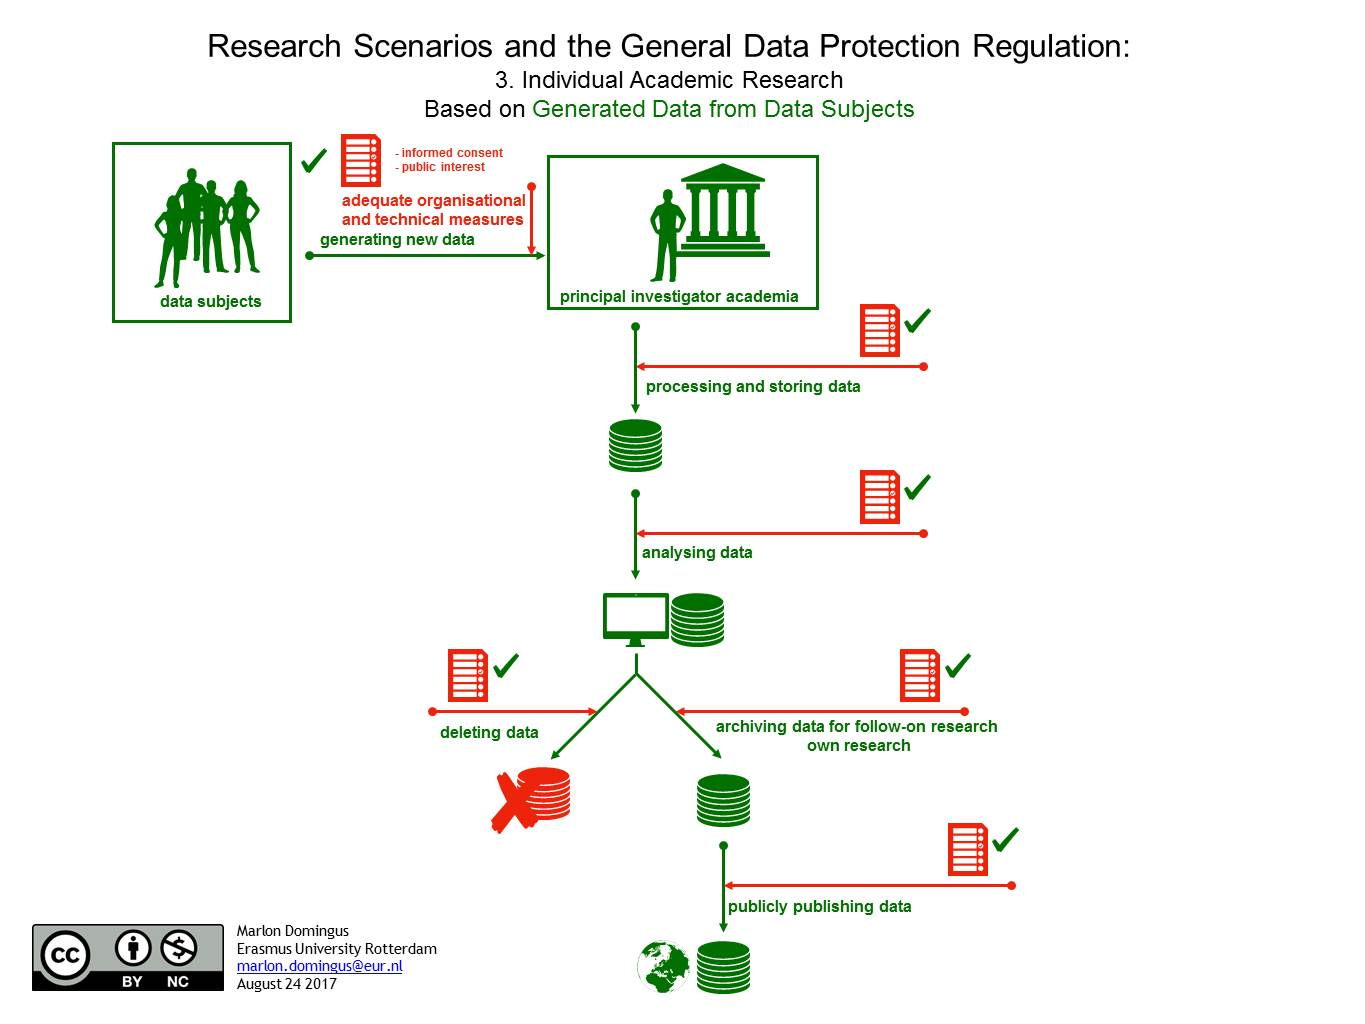 Research Scenarios and the General Data Protection Regulation:
3. Individual Academic Research
Based on Generated Data from Data Subjects
- informed consent
- public interest
adequate organisational
and technical measures
generating new data
data subjects
principal investigator academia
processing and storing data
analysing data
deleting data
archiving data for follow-on research
own research
publicly publishing data
cc
BY NC
Marlon Domingus
Erasmus University Rotterdam
marlon.domingus@eur.nl
August 24 2017